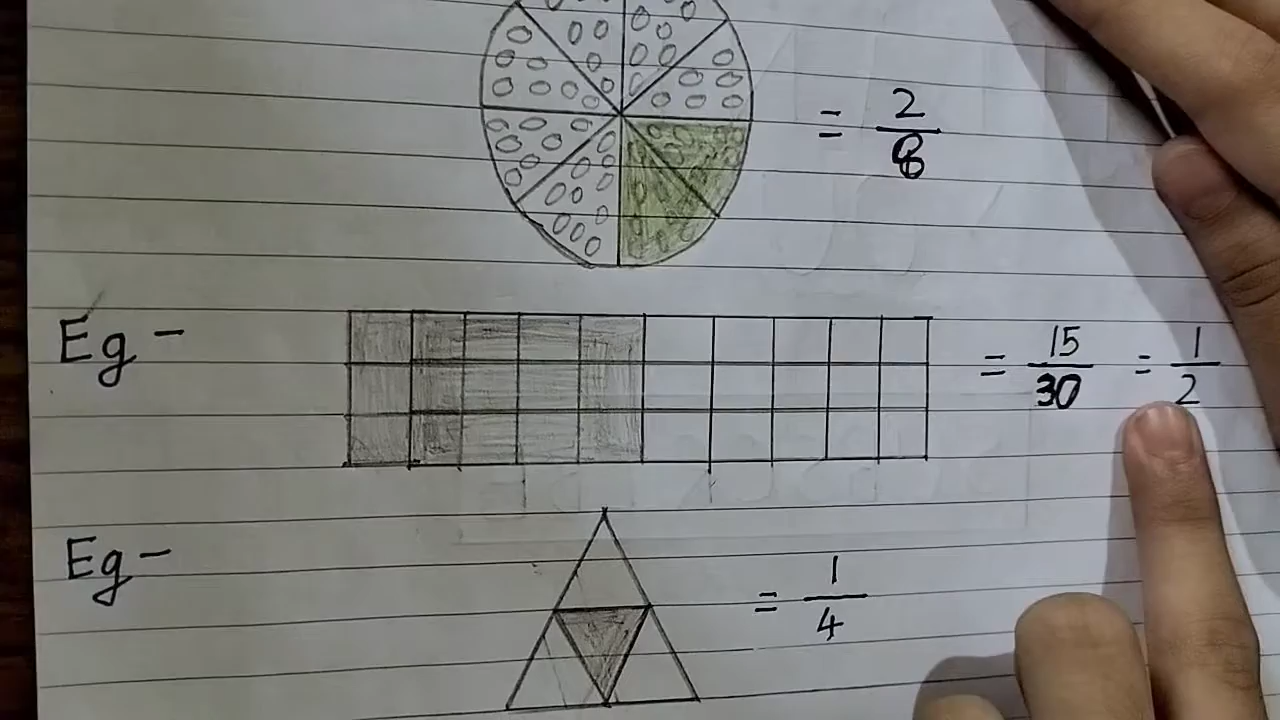 = 2/8
Eg - = 15/30 = 1/2
Eg - = 1/4